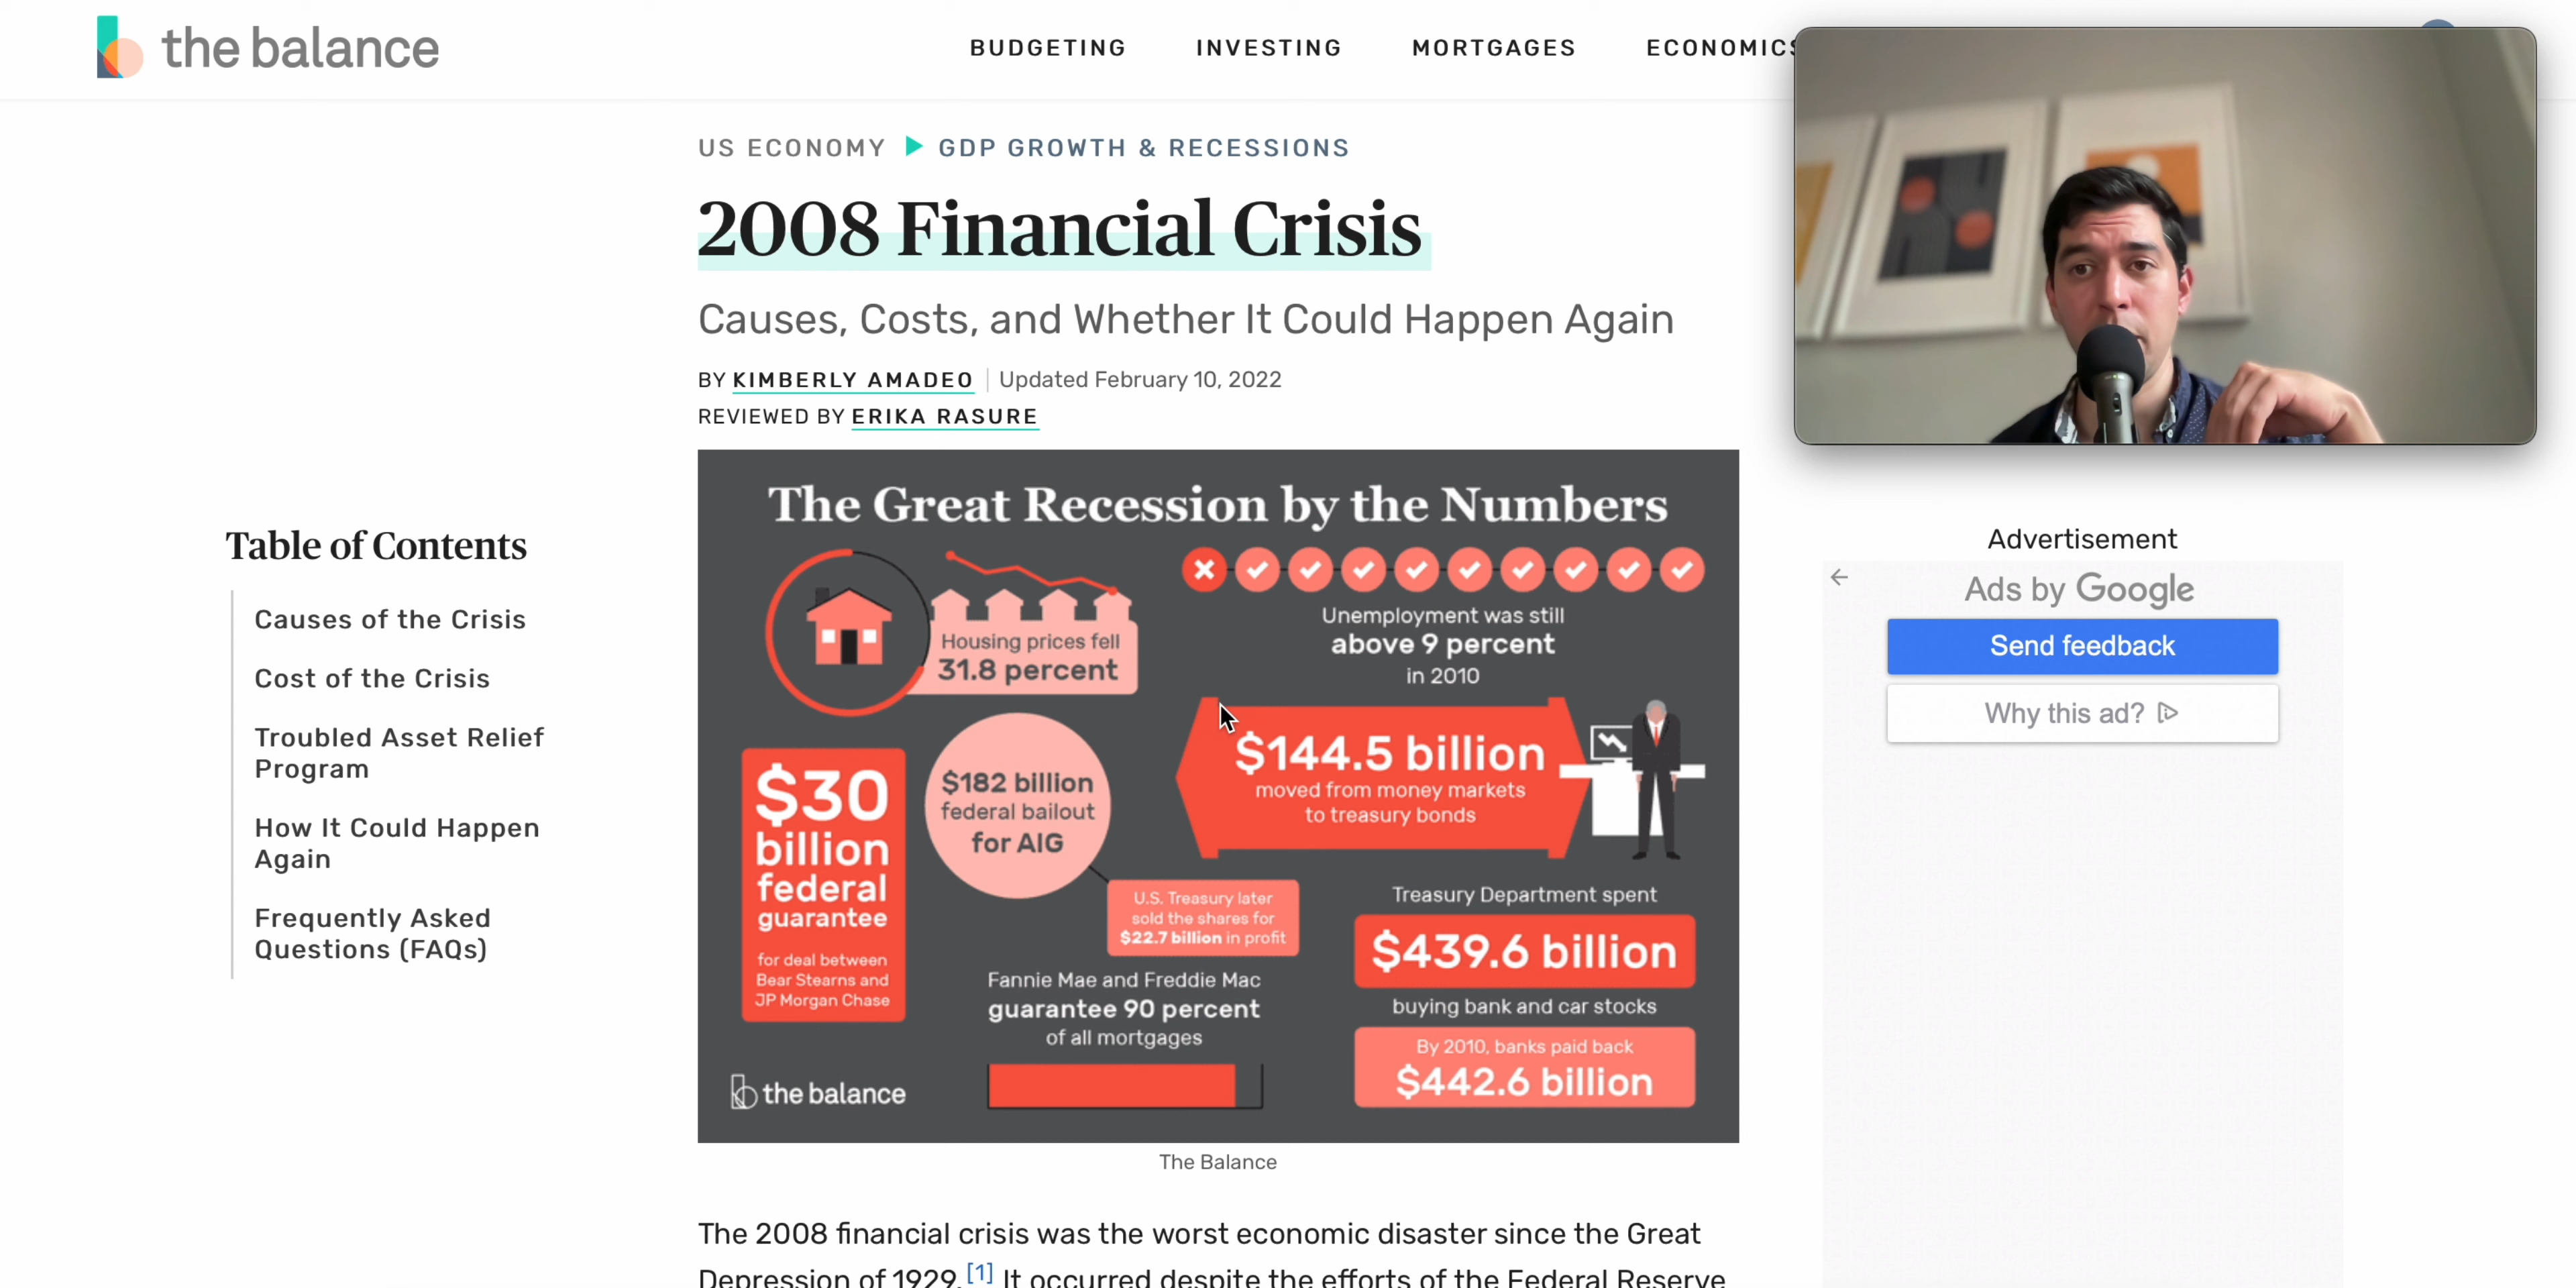 the balance
BUDGETING INVESTING MORTGAGES ECONOMICS
US ECONOMY GDP GROWTH & RECESSIONS
2008 Financial Crisis
Causes, Costs, and Whether It Could Happen Again
BY KIMBERLY AMADEO Updated February 10, 2022
REVIEWED BY ERIKA RASURE
Table of Contents
Causes of the Crisis
Cost of the Crisis
Troubled Asset Relief
Program
How It Could Happen
Again
Frequently Asked
Questions (FAQs)
The Great Recession by the Numbers
Housing prices fell
31.8 percent
Unemployment was still
above 9 percent
in 2010
$30
billion
federal
guarantee
for deal between
Bear Stearns and
JP Morgan Chase
$182 billion
federal bailout
for AIG
U.S. Treasury later
sold the shares for
$22.7 billion in profit
$144.5 billion
moved from money markets
to treasury bonds
Fannie Mae and Freddie Mac
guarantee 90 percent
of all mortgages
Treasury Department spent
$439.6 billion
buying bank and car stocks
By 2010, banks paid back
$442.6 billion
the balance
The Balance
The 2008 financial crisis was the worst economic disaster since the Great
Depression of 1929.[1] It occurred despite the efforts of the Federal Reserve
Advertisement
Ads by Google
Send feedback
Why this ad?